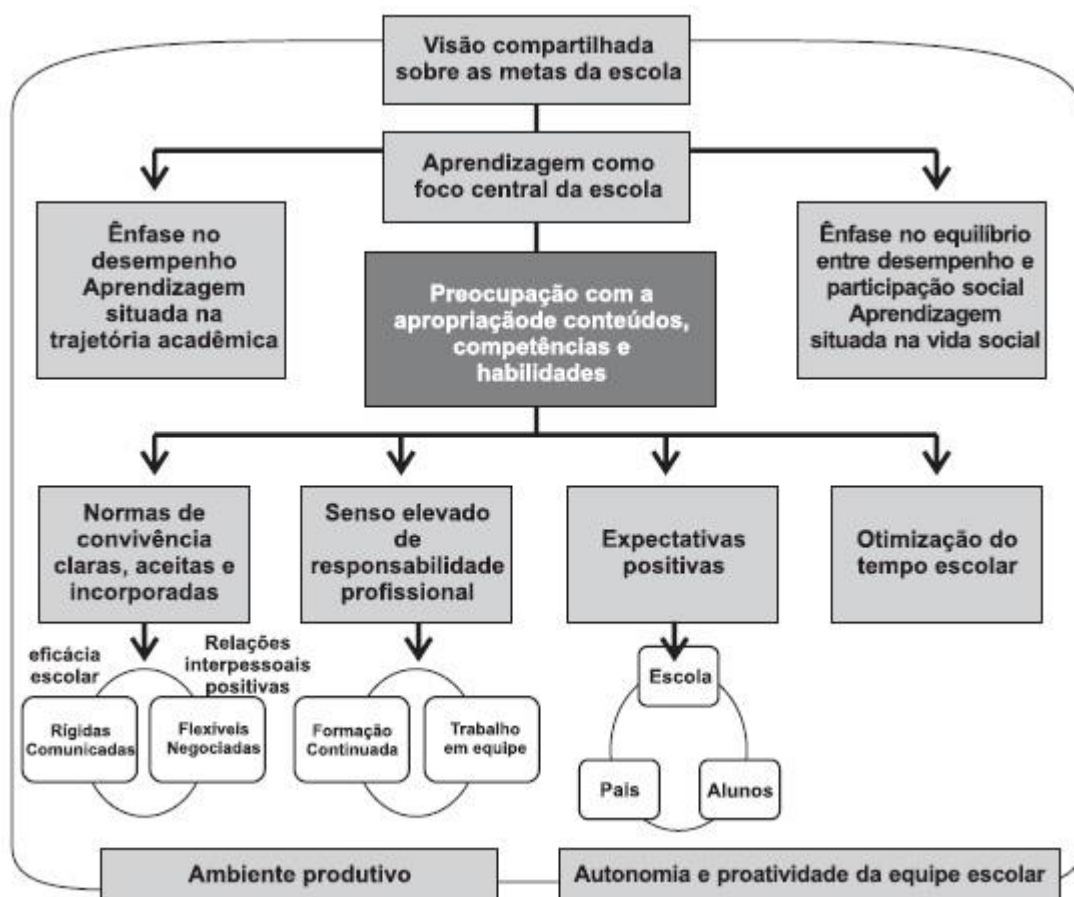 Visão compartilhada
sobre as metas da escola
Aprendizagem como
foco central da escola
Ênfase no
desempenho
Aprendizagem
situada na
trajetória acadêmica
Preocupação com a
apropriaçãode conteúdos,
competências e
habilidades
Ênfase no equilíbrio
entre desempenho e
participação social
Aprendizagem
situada na vida social
Normas de
convivência
claras, aceitas e
incorporadas
Senso elevado
de
responsabilidade
profissional
Expectativas
positivas
Otimização do
tempo escolar
eficácia
escolar
Relações
interpessoais
positivas
Rígidas
Comunicadas
Flexíveis
Negociadas
Formação
Continuada
Trabalho
em equipe
Escola
Pais
Alunos
Ambiente produtivo
Autonomia e proatividade da equipe escolar